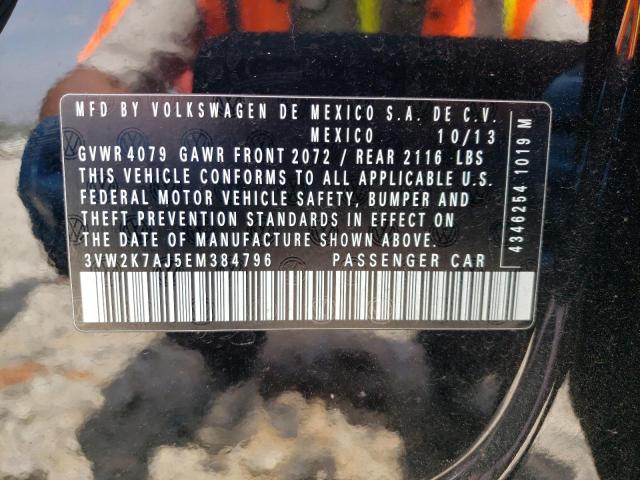 MFD BY VOLKSWAGEN DE MEXICO S.A. DE C.V.
MEXICO 10/13
GVWR 4079 GAWR FRONT 2072 / REAR 2116 LBS
THIS VEHICLE CONFORMS TO ALL APPLICABLE U.S.
FEDERAL MOTOR VEHICLE SAFETY, BUMPER AND
THEFT PREVENTION STANDARDS IN EFFECT ON
THE DATE OF MANUFACTURE SHOWN ABOVE.
3VW2K7AJ5EM384796 PASSENGER CAR
4346254 1019 M